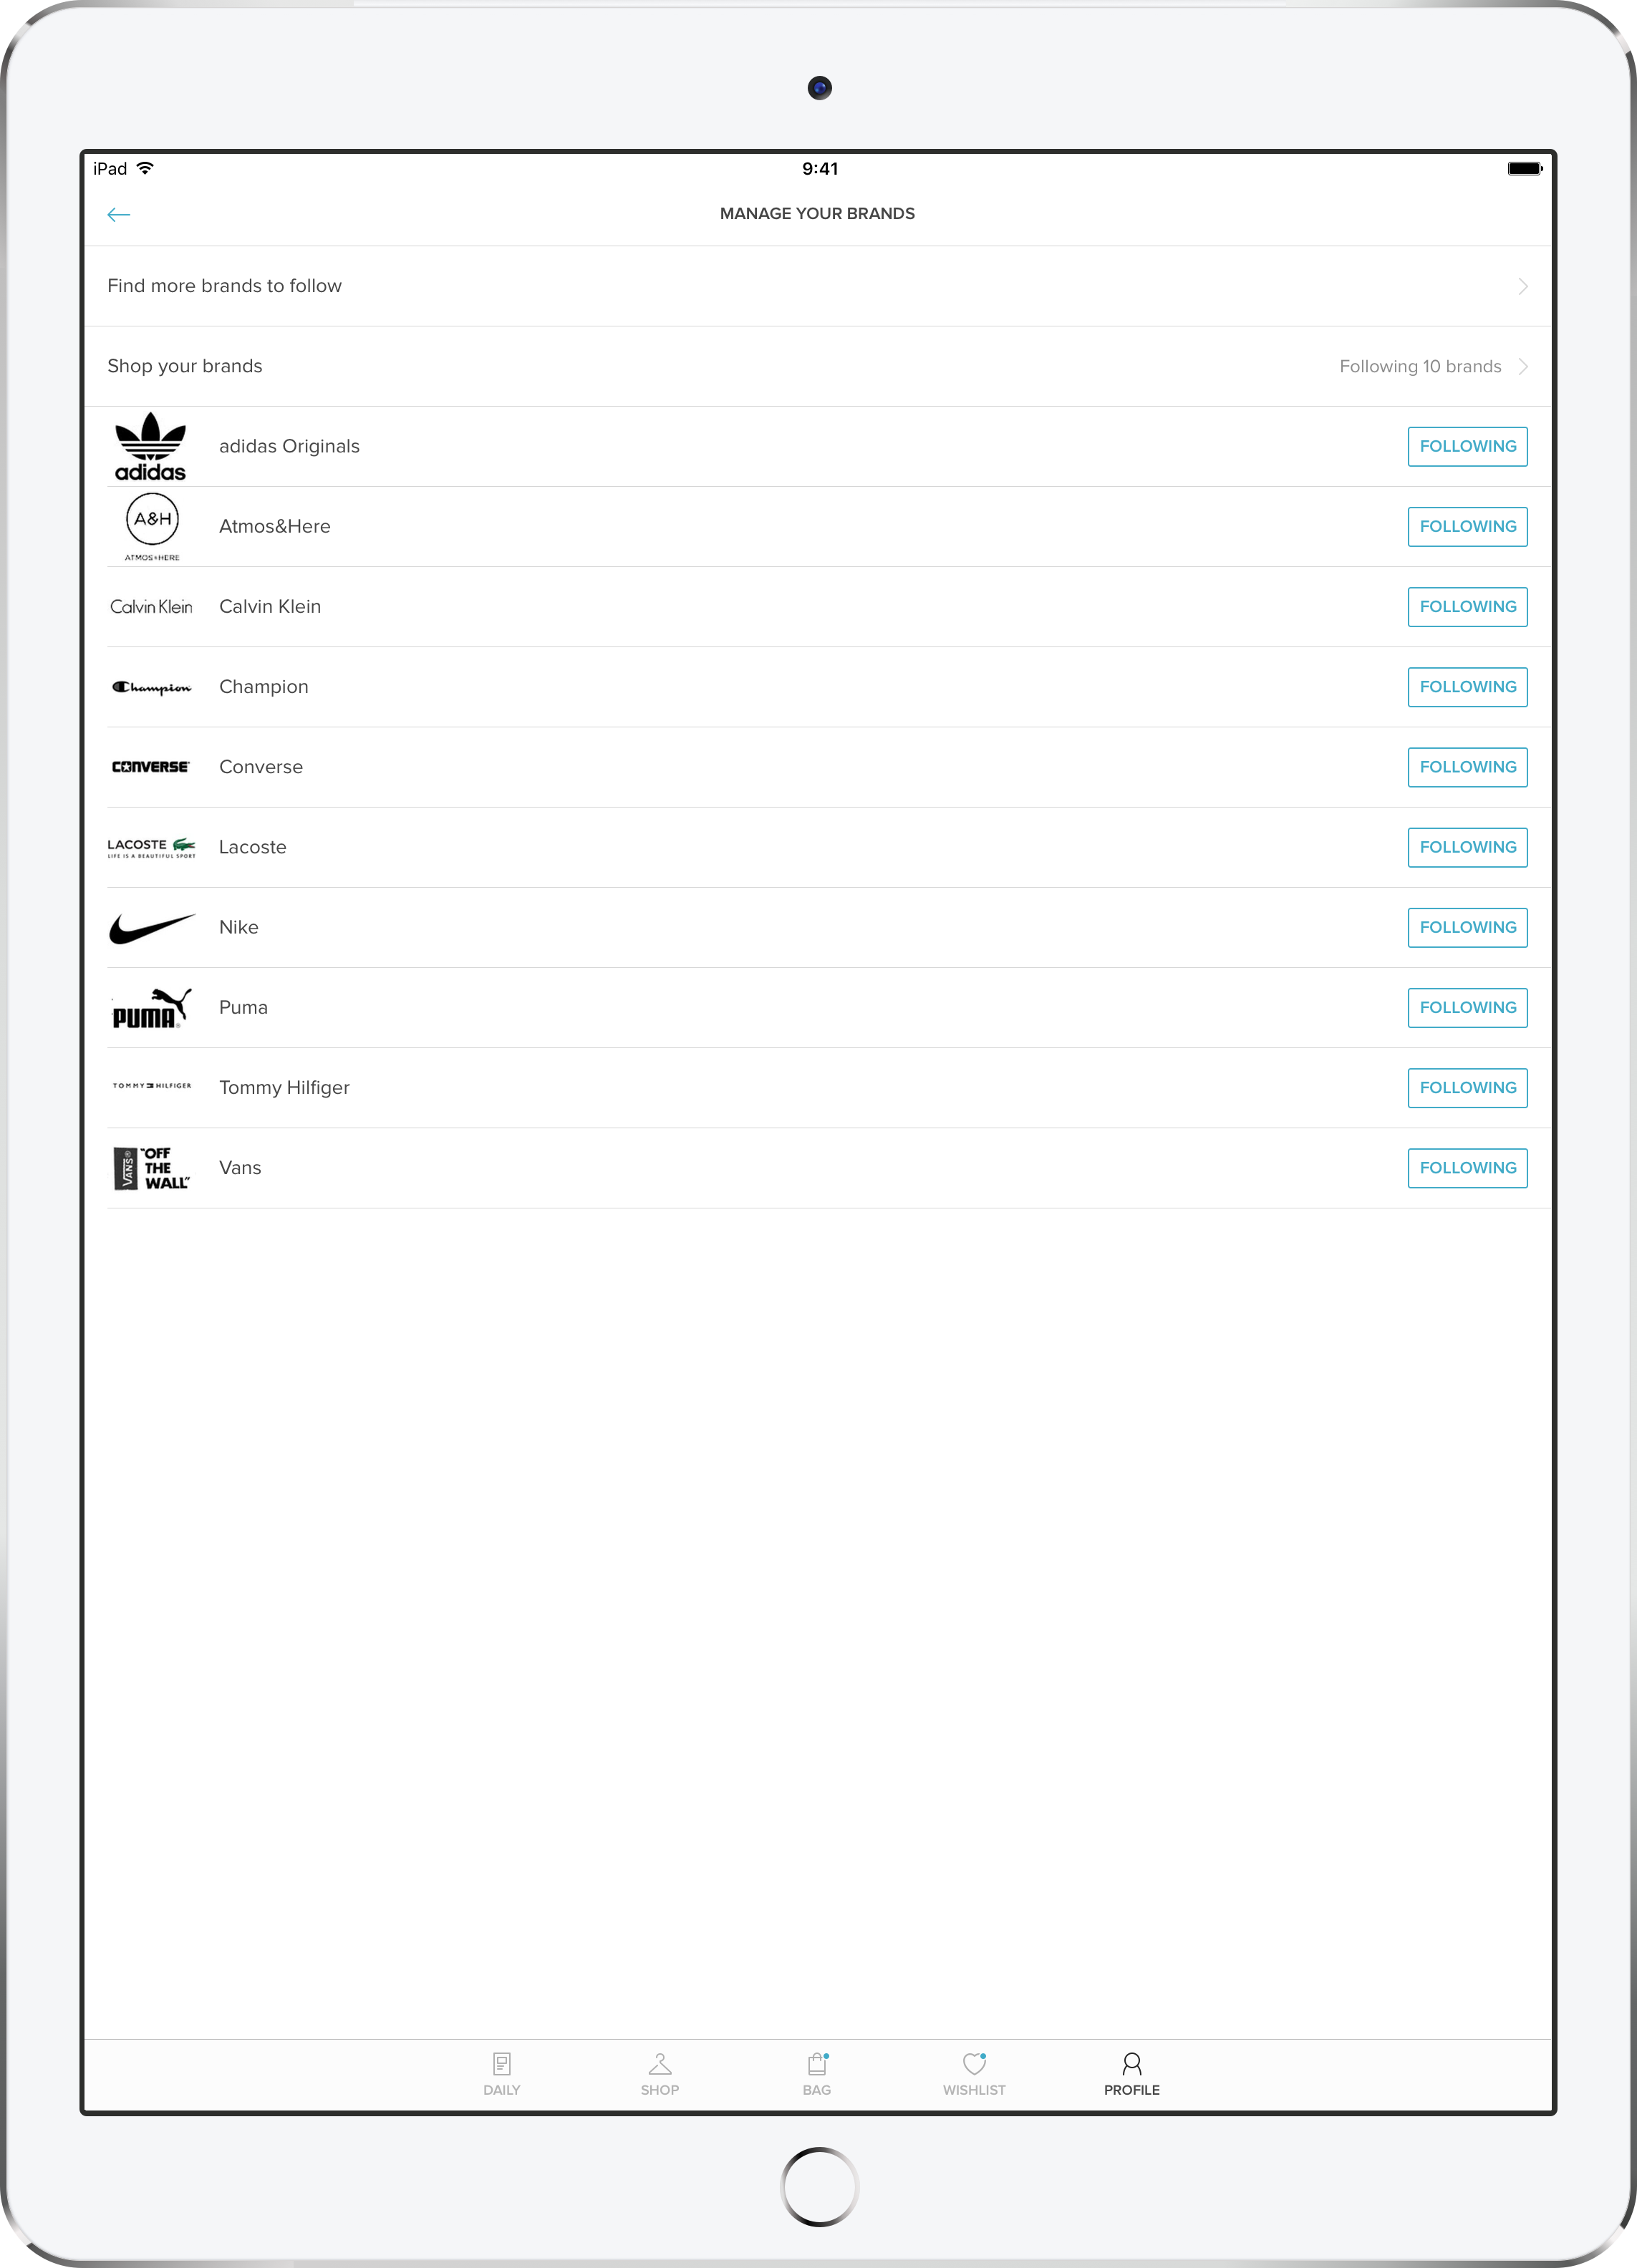 iPad
9:41
MANAGE YOUR BRANDS
Find more brands to follow
Shop your brands
Following 10 brands
adidas
adidas Originals
FOLLOWING
A&H
ATMOS+HERE
Atmos&Here
FOLLOWING
Calvin Klein
Calvin Klein
FOLLOWING
Champion
Champion
FOLLOWING
CONVERSE
Converse
FOLLOWING
LACOSTE
LIFE IS A BEAUTIFUL SPORT
Lacoste
FOLLOWING
Nike
FOLLOWING
PUMA
Puma
FOLLOWING
TOMMY HILFIGER
Tommy Hilfiger
FOLLOWING
VANS
"OFF
THE
WALL"
Vans
FOLLOWING
DAILY
SHOP
BAG
WISHLIST
PROFILE